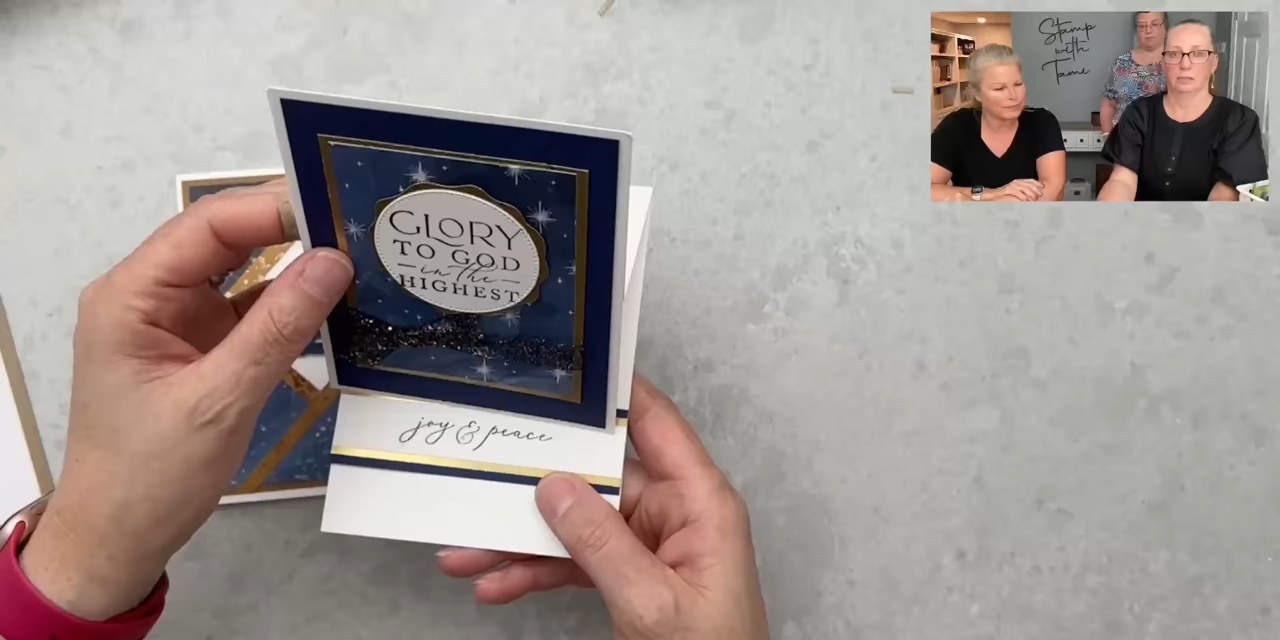 GLORY
TO GOD
in the
HIGHEST
joy & peace
Stamp
with
Tami